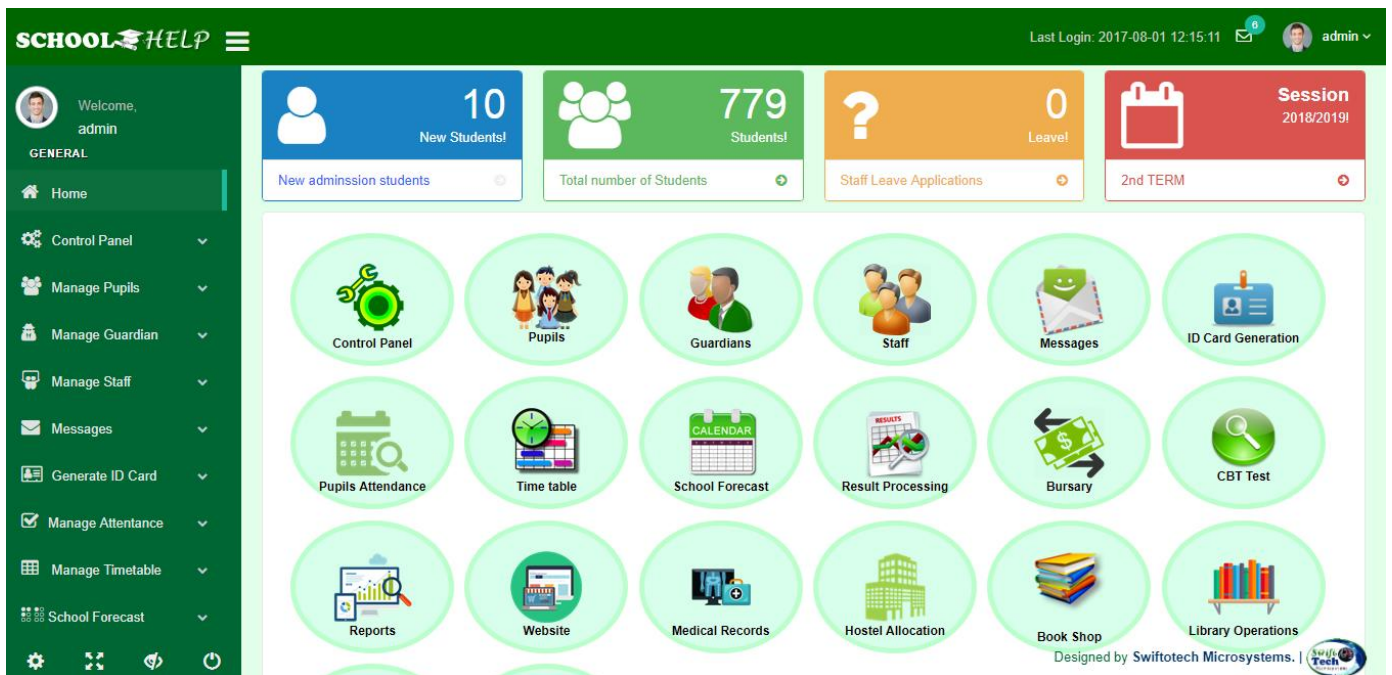 SCHOOL HELP
Last Login: 2017-08-01 12:15:11
6
admin
Welcome,
admin
GENERAL
Home
Control Panel
Manage Pupils
Manage Guardian
Manage Staff
Messages
Generate ID Card
Manage Attentance
Manage Timetable
School Forecast
10
New Students!
New adminssion students
779
Students!
Total number of Students
?
0
Leave!
Staff Leave Applications
Session
2018/2019!
2nd TERM
Control Panel
Pupils
Guardians
Staff
Messages
ID Card Generation
Pupils Attendance
Time table
CALENDAR
School Forecast
RESULTS
Result Processing
$
Bursary
CBT Test
Reports
Website
Medical Records
Hostel Allocation
Book Shop
Library Operations
Designed by Swiftotech Microsystems. |
Swifto
Tech